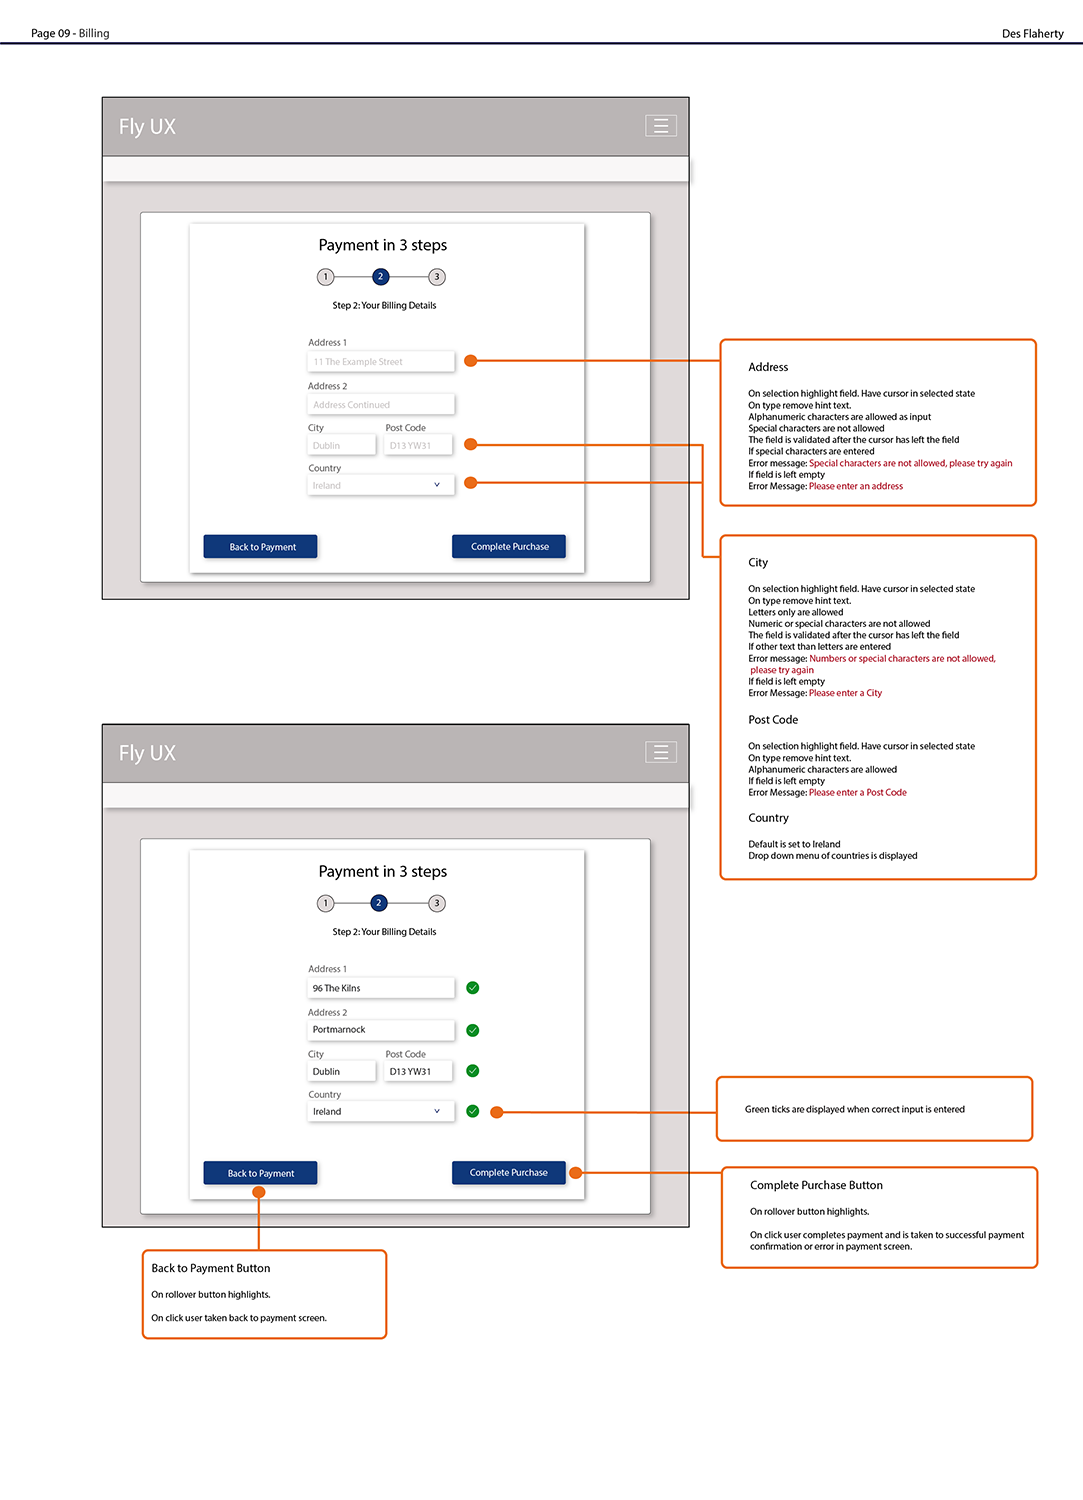 Page 09 - Billing
Des Flaherty
Fly UX
Payment in 3 steps
1 2 3
Step 2: Your Billing Details
Address 1
11 The Example Street
Address 2
Address Continued
City Post Code
Dublin D13 YW31
Country
Ireland
Back to Payment Complete Purchase
Address
On selection highlight field. Have cursor in selected state
On type remove hint text.
Alphanumeric characters are allowed as input
Special characters are not allowed
The field is validated after the cursor has left the field
If special characters are entered
Error message: Special characters are not allowed, please try again
If field is left empty
Error Message: Please enter an address
City
On selection highlight field. Have cursor in selected state
On type remove hint text.
Letters only are allowed
Numeric or special characters are not allowed
The field is validated after the cursor has left the field
If other text than letters are entered
Error message: Numbers or special characters are not allowed,
please try again
If field is left empty
Error Message: Please enter a City
Post Code
On selection highlight field. Have cursor in selected state
On type remove hint text.
Alphanumeric characters are allowed
If field is left empty
Error Message: Please enter a Post Code
Country
Default is set to Ireland
Drop down menu of countries is displayed
Fly UX
Payment in 3 steps
1 2 3
Step 2: Your Billing Details
Address 1
96 The Kilns
Address 2
Portmarnock
City Post Code
Dublin D13 YW31
Country
Ireland
Back to Payment Complete Purchase
Green ticks are displayed when correct input is entered
Complete Purchase Button
On rollover button highlights.
On click user completes payment and is taken to successful payment
confirmation or error in payment screen.
Back to Payment Button
On rollover button highlights.
On click user taken back to payment screen.